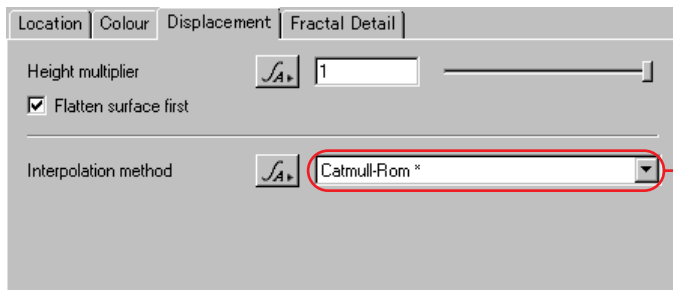 Location Colour Displacement Fractal Detail
Height multiplier 1
Flatten surface first
Interpolation method Catmull-Rom *